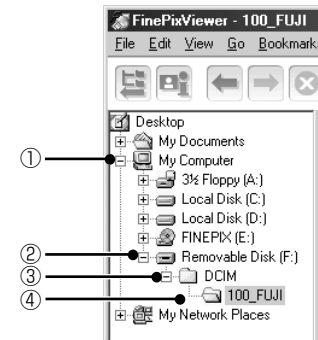 FinePixViewer - 100_FUJI
File Edit View Go Bookmark
Desktop
My Documents
① My Computer
3½ Floppy (A:)
Local Disk (C:)
Local Disk (D:)
FINEPIX (E:)
② Removable Disk (F:)
③ DCIM
④ 100_FUJI
My Network Places